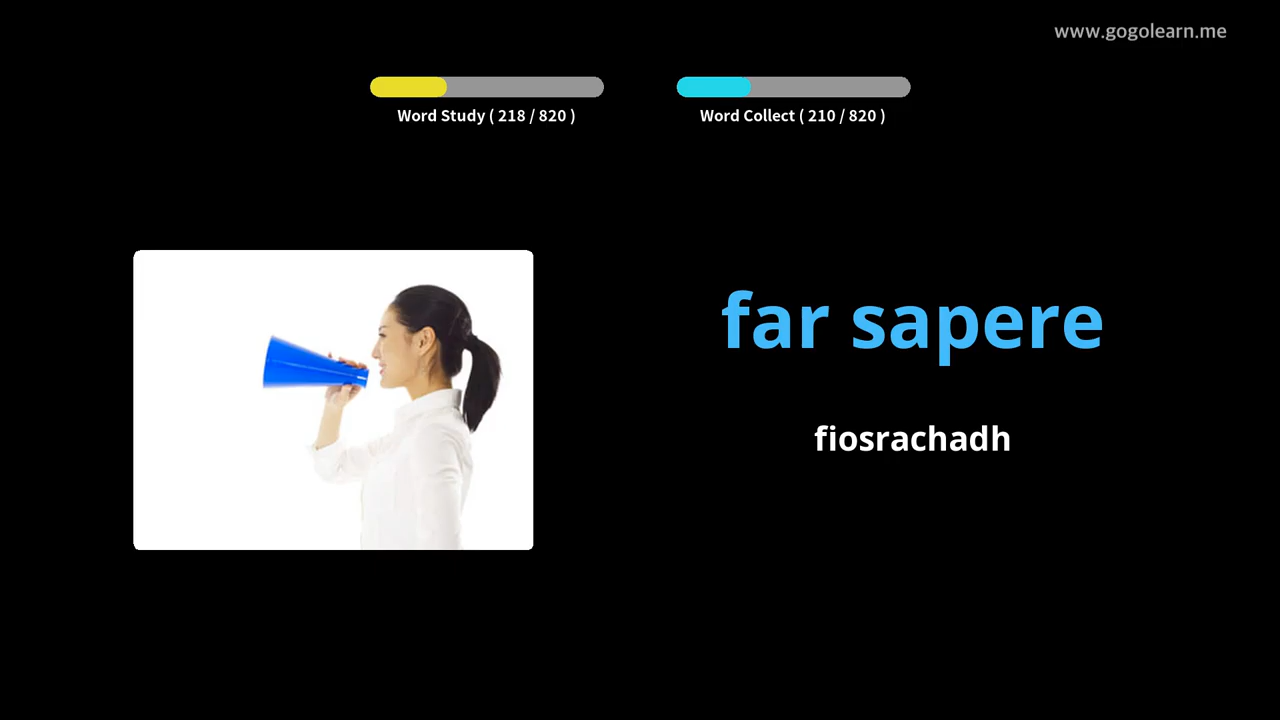 www.gogolearn.me
Word Study ( 218 / 820 )
Word Collect ( 210 / 820 )
far sapere
fiosrachadh